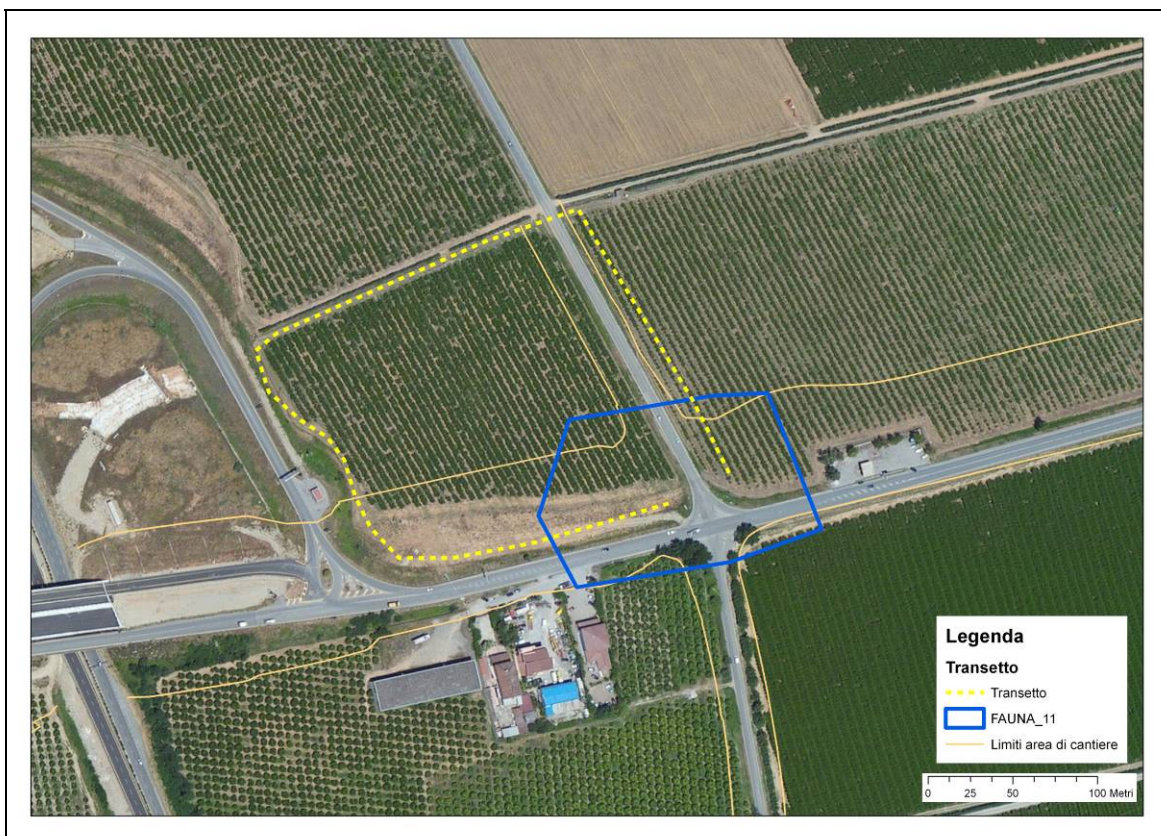 Legenda
Transetto
Transetto
FAUNA_11
Limiti area di cantiere
0 25 50 100 Metri